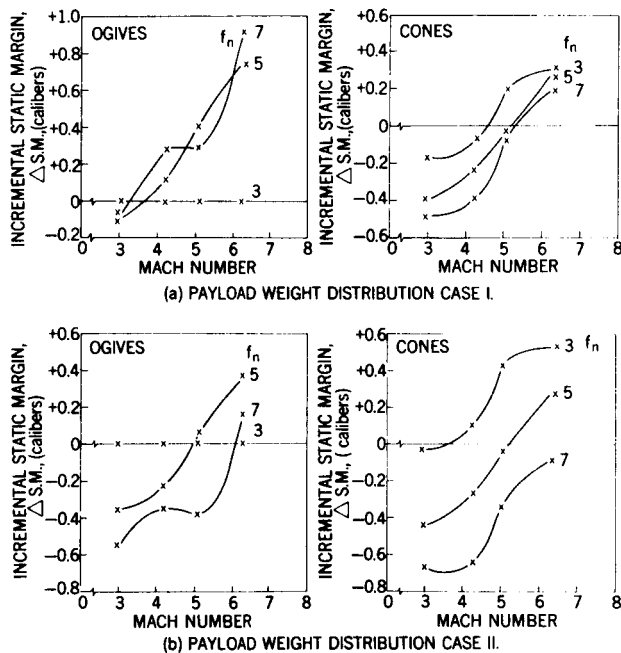 INCREMENTAL STATIC MARGIN,
△ S.M.,(calibers)
OGIVES
fn
7
5
3
+1.0
+0.8
+0.6
+0.4
+0.2
0
-0.2
0 3 4 5 6 7 8
MACH NUMBER
INCREMENTAL STATIC MARGIN,
△ S.M.,(calibers)
CONES
fn
3
5
7
+0.6
+0.4
+0.2
0
-0.2
-0.4
-0.6
0 2 3 4 5 6 7 8
MACH NUMBER
(a) PAYLOAD WEIGHT DISTRIBUTION CASE I.
INCREMENTAL STATIC MARGIN,
△ S.M., (calibers)
OGIVES
fn
5
7
3
+0.6
+0.4
+0.2
0
-0.2
-0.4
-0.6
-0.8
0 3 4 5 6 7 8
MACH NUMBER
INCREMENTAL STATIC MARGIN,
△ S.M., ( calibers)
CONES
3 fn
5
7
+0.6
+0.4
+0.2
0
-0.2
-0.4
-0.6
-0.8
0 3 4 5 6 7 8
MACH NUMBER
(b) PAYLOAD WEIGHT DISTRIBUTION CASE II.